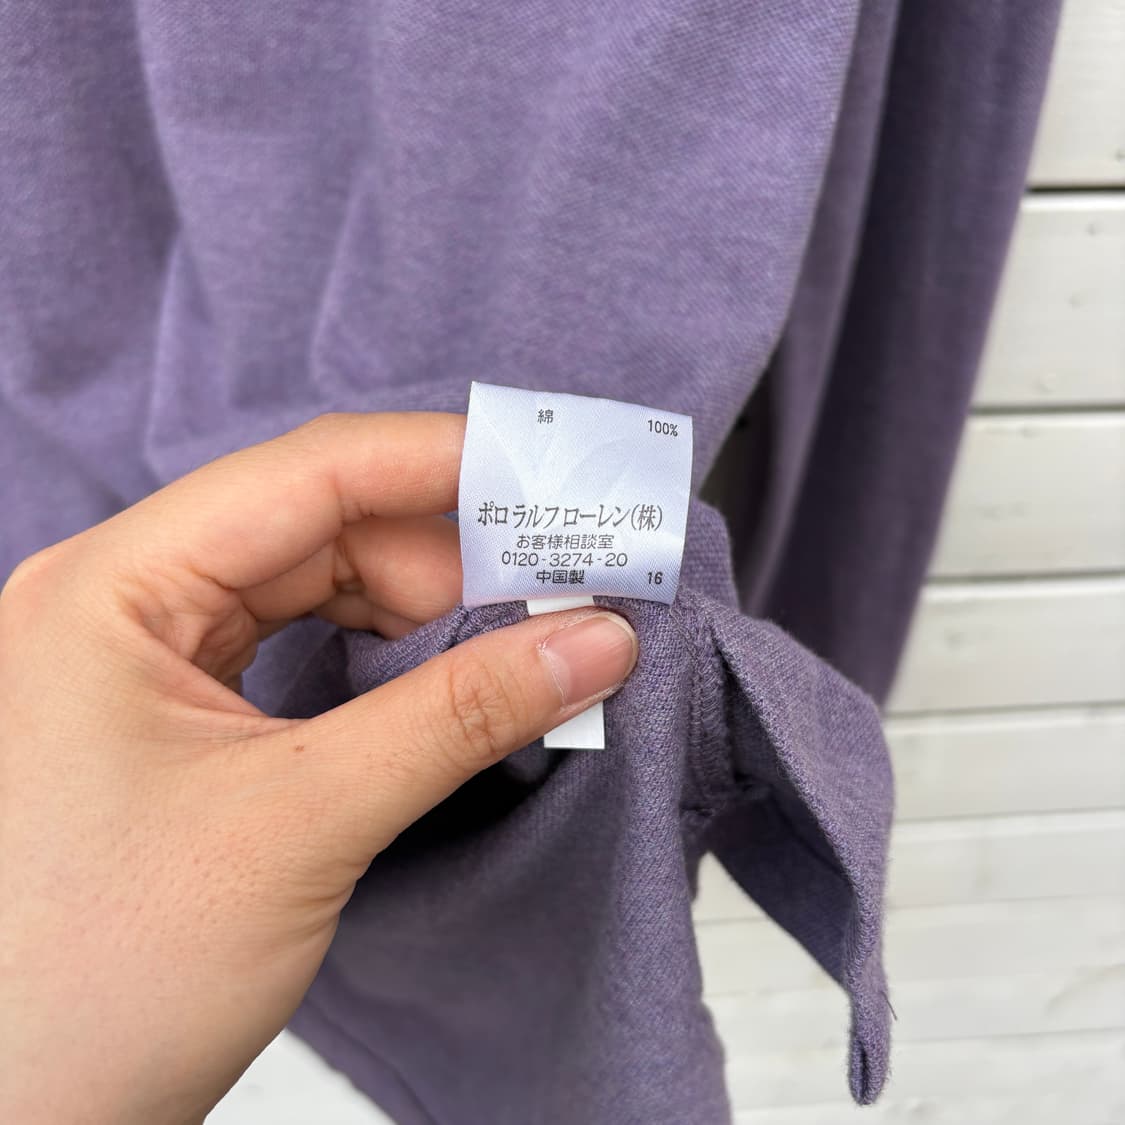 綿 100%
ポロ ラルフ ローレン(株)
お客様相談室
0120-3274-20
中国製 16